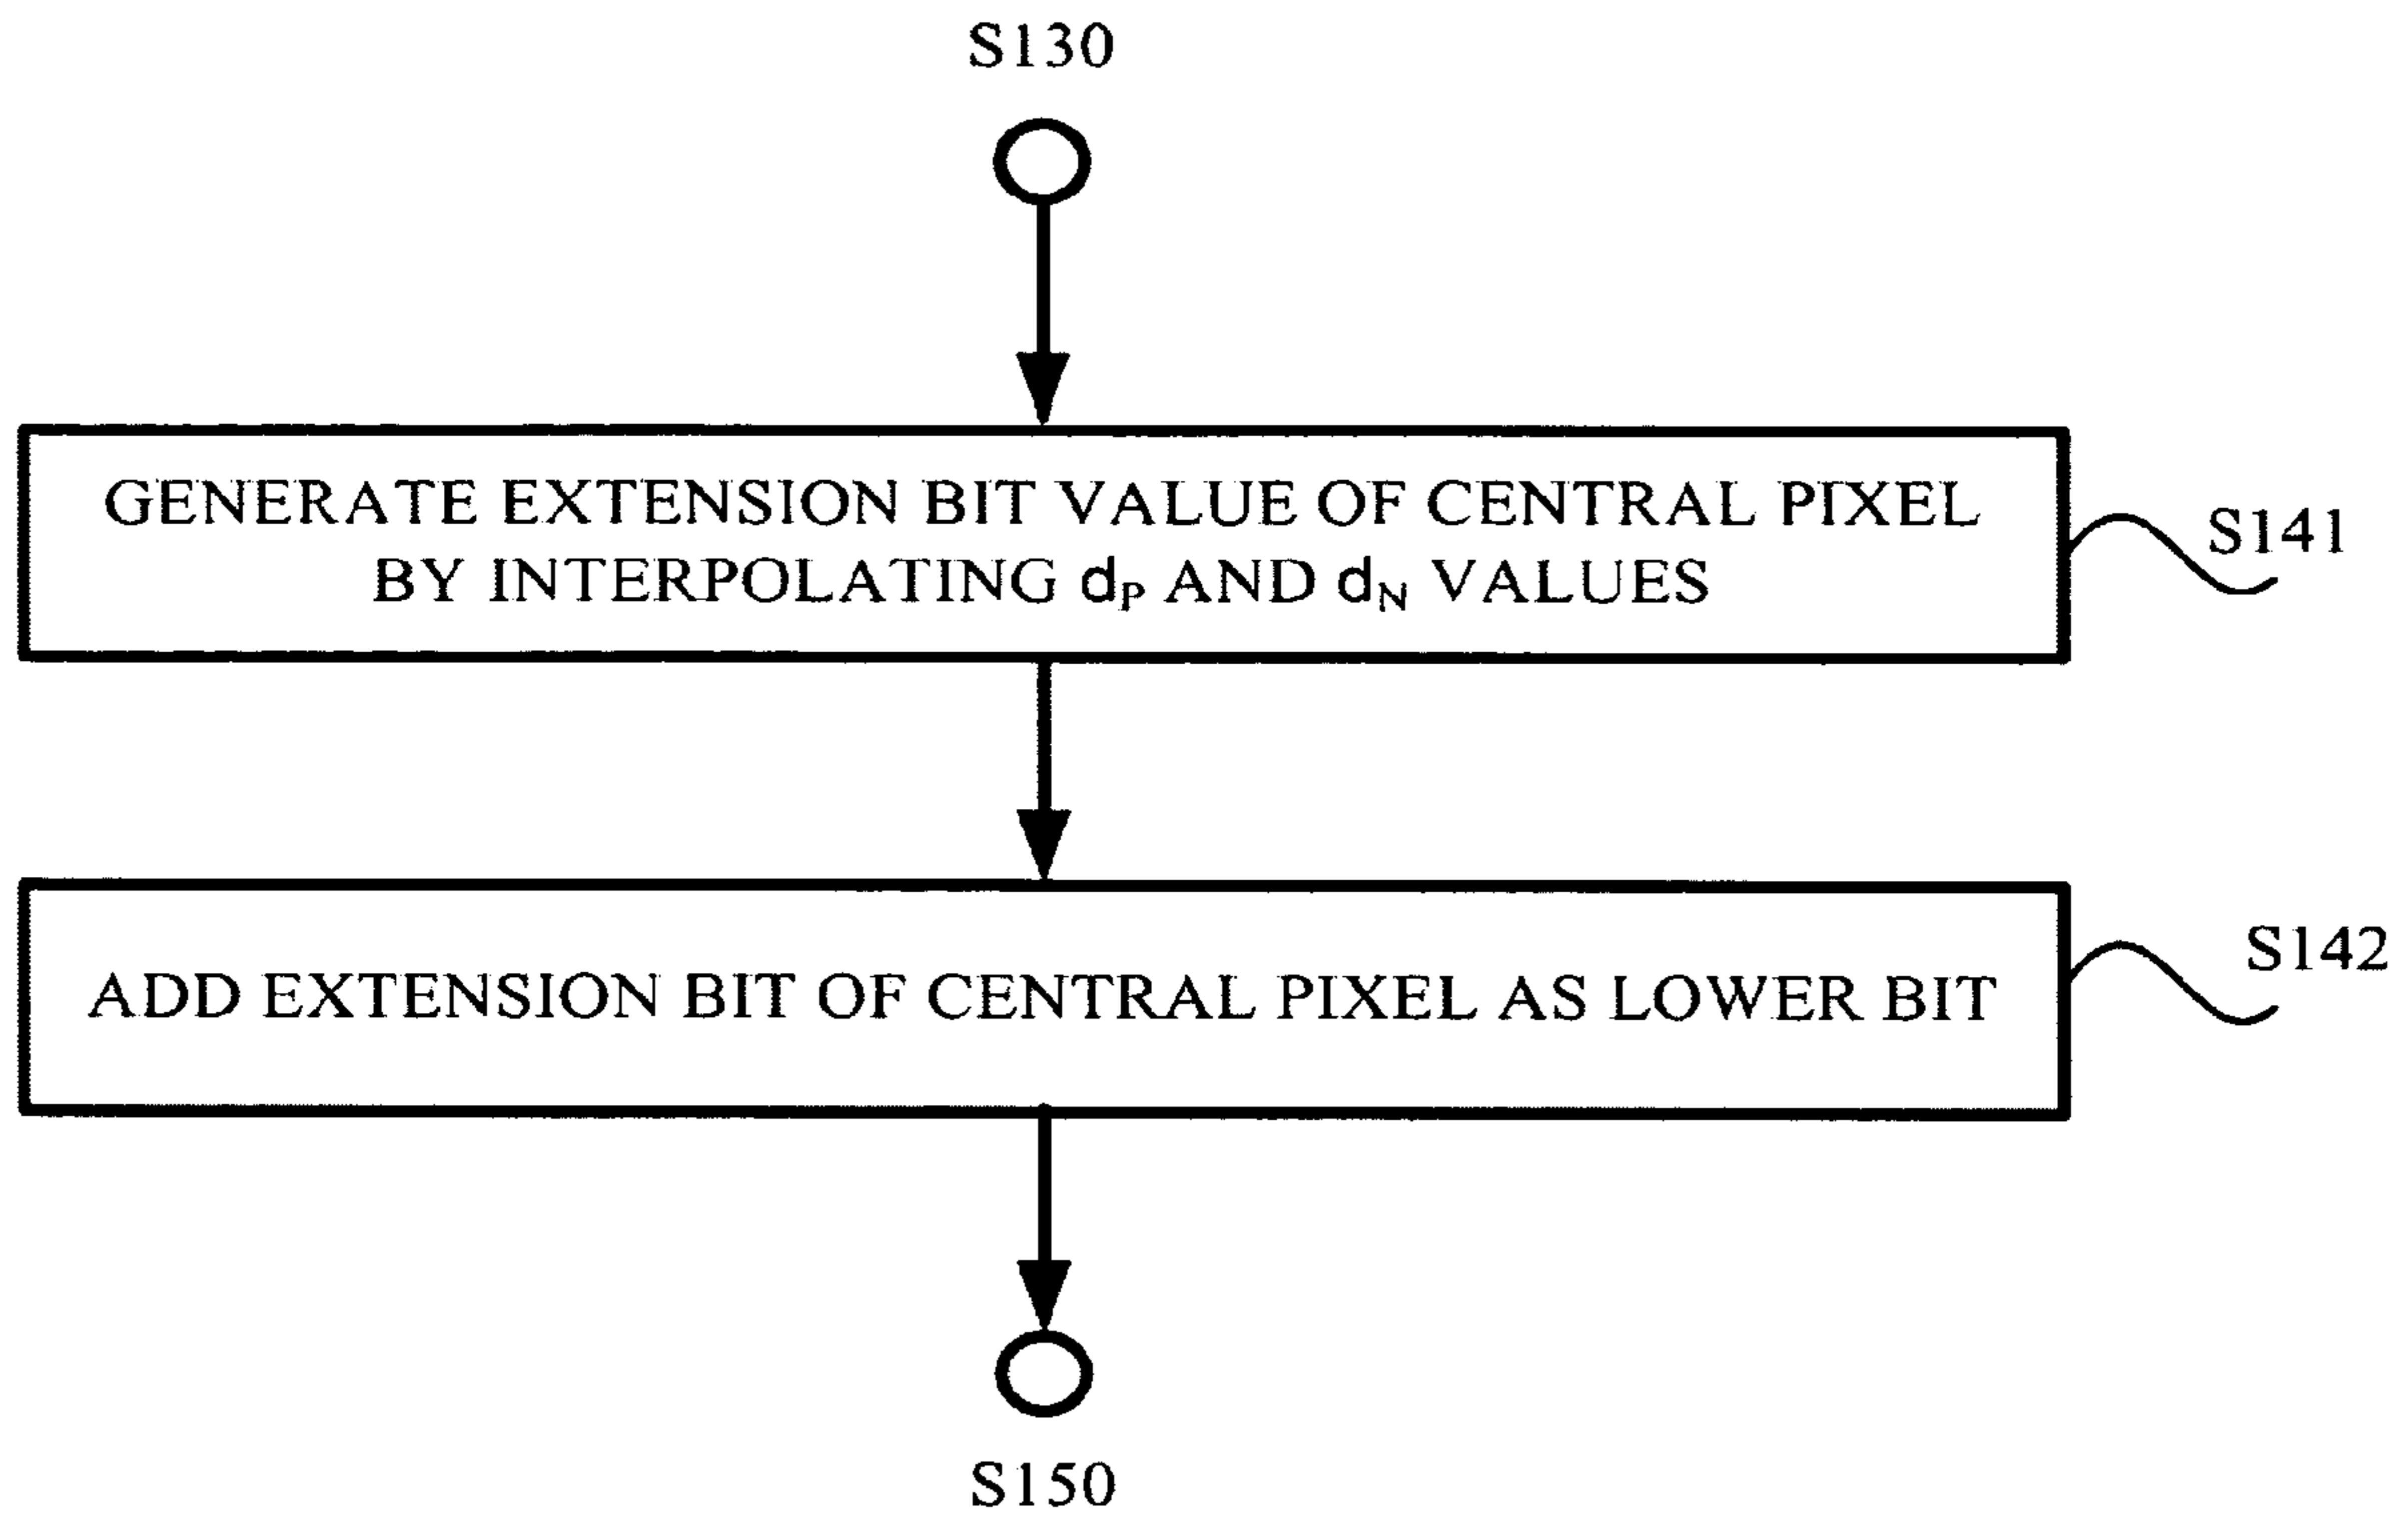 S130
GENERATE EXTENSION BIT VALUE OF CENTRAL PIXEL
BY INTERPOLATING dP AND dN VALUES
S141
ADD EXTENSION BIT OF CENTRAL PIXEL AS LOWER BIT
S142
S150